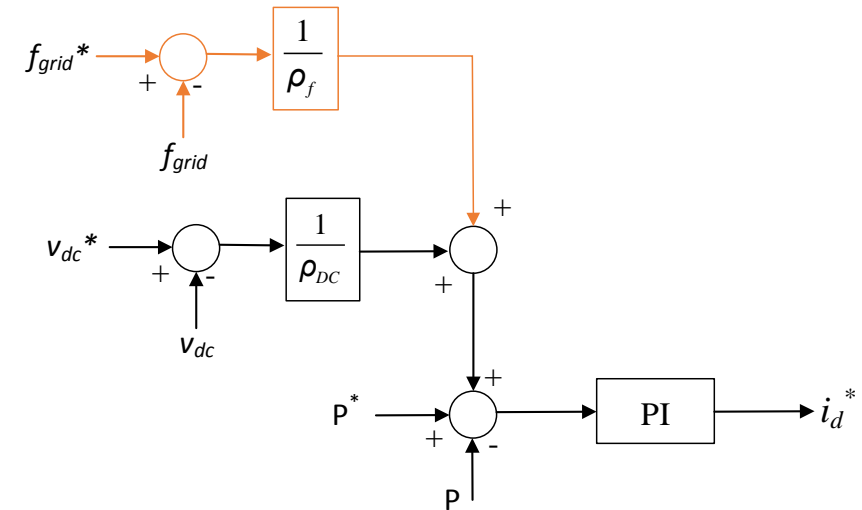 f_grid*
+
-
f_grid
1
ρ_f
+
v_dc*
+
-
v_dc
1
ρ_DC
+
+
P*
+
-
P
PI
i_d*